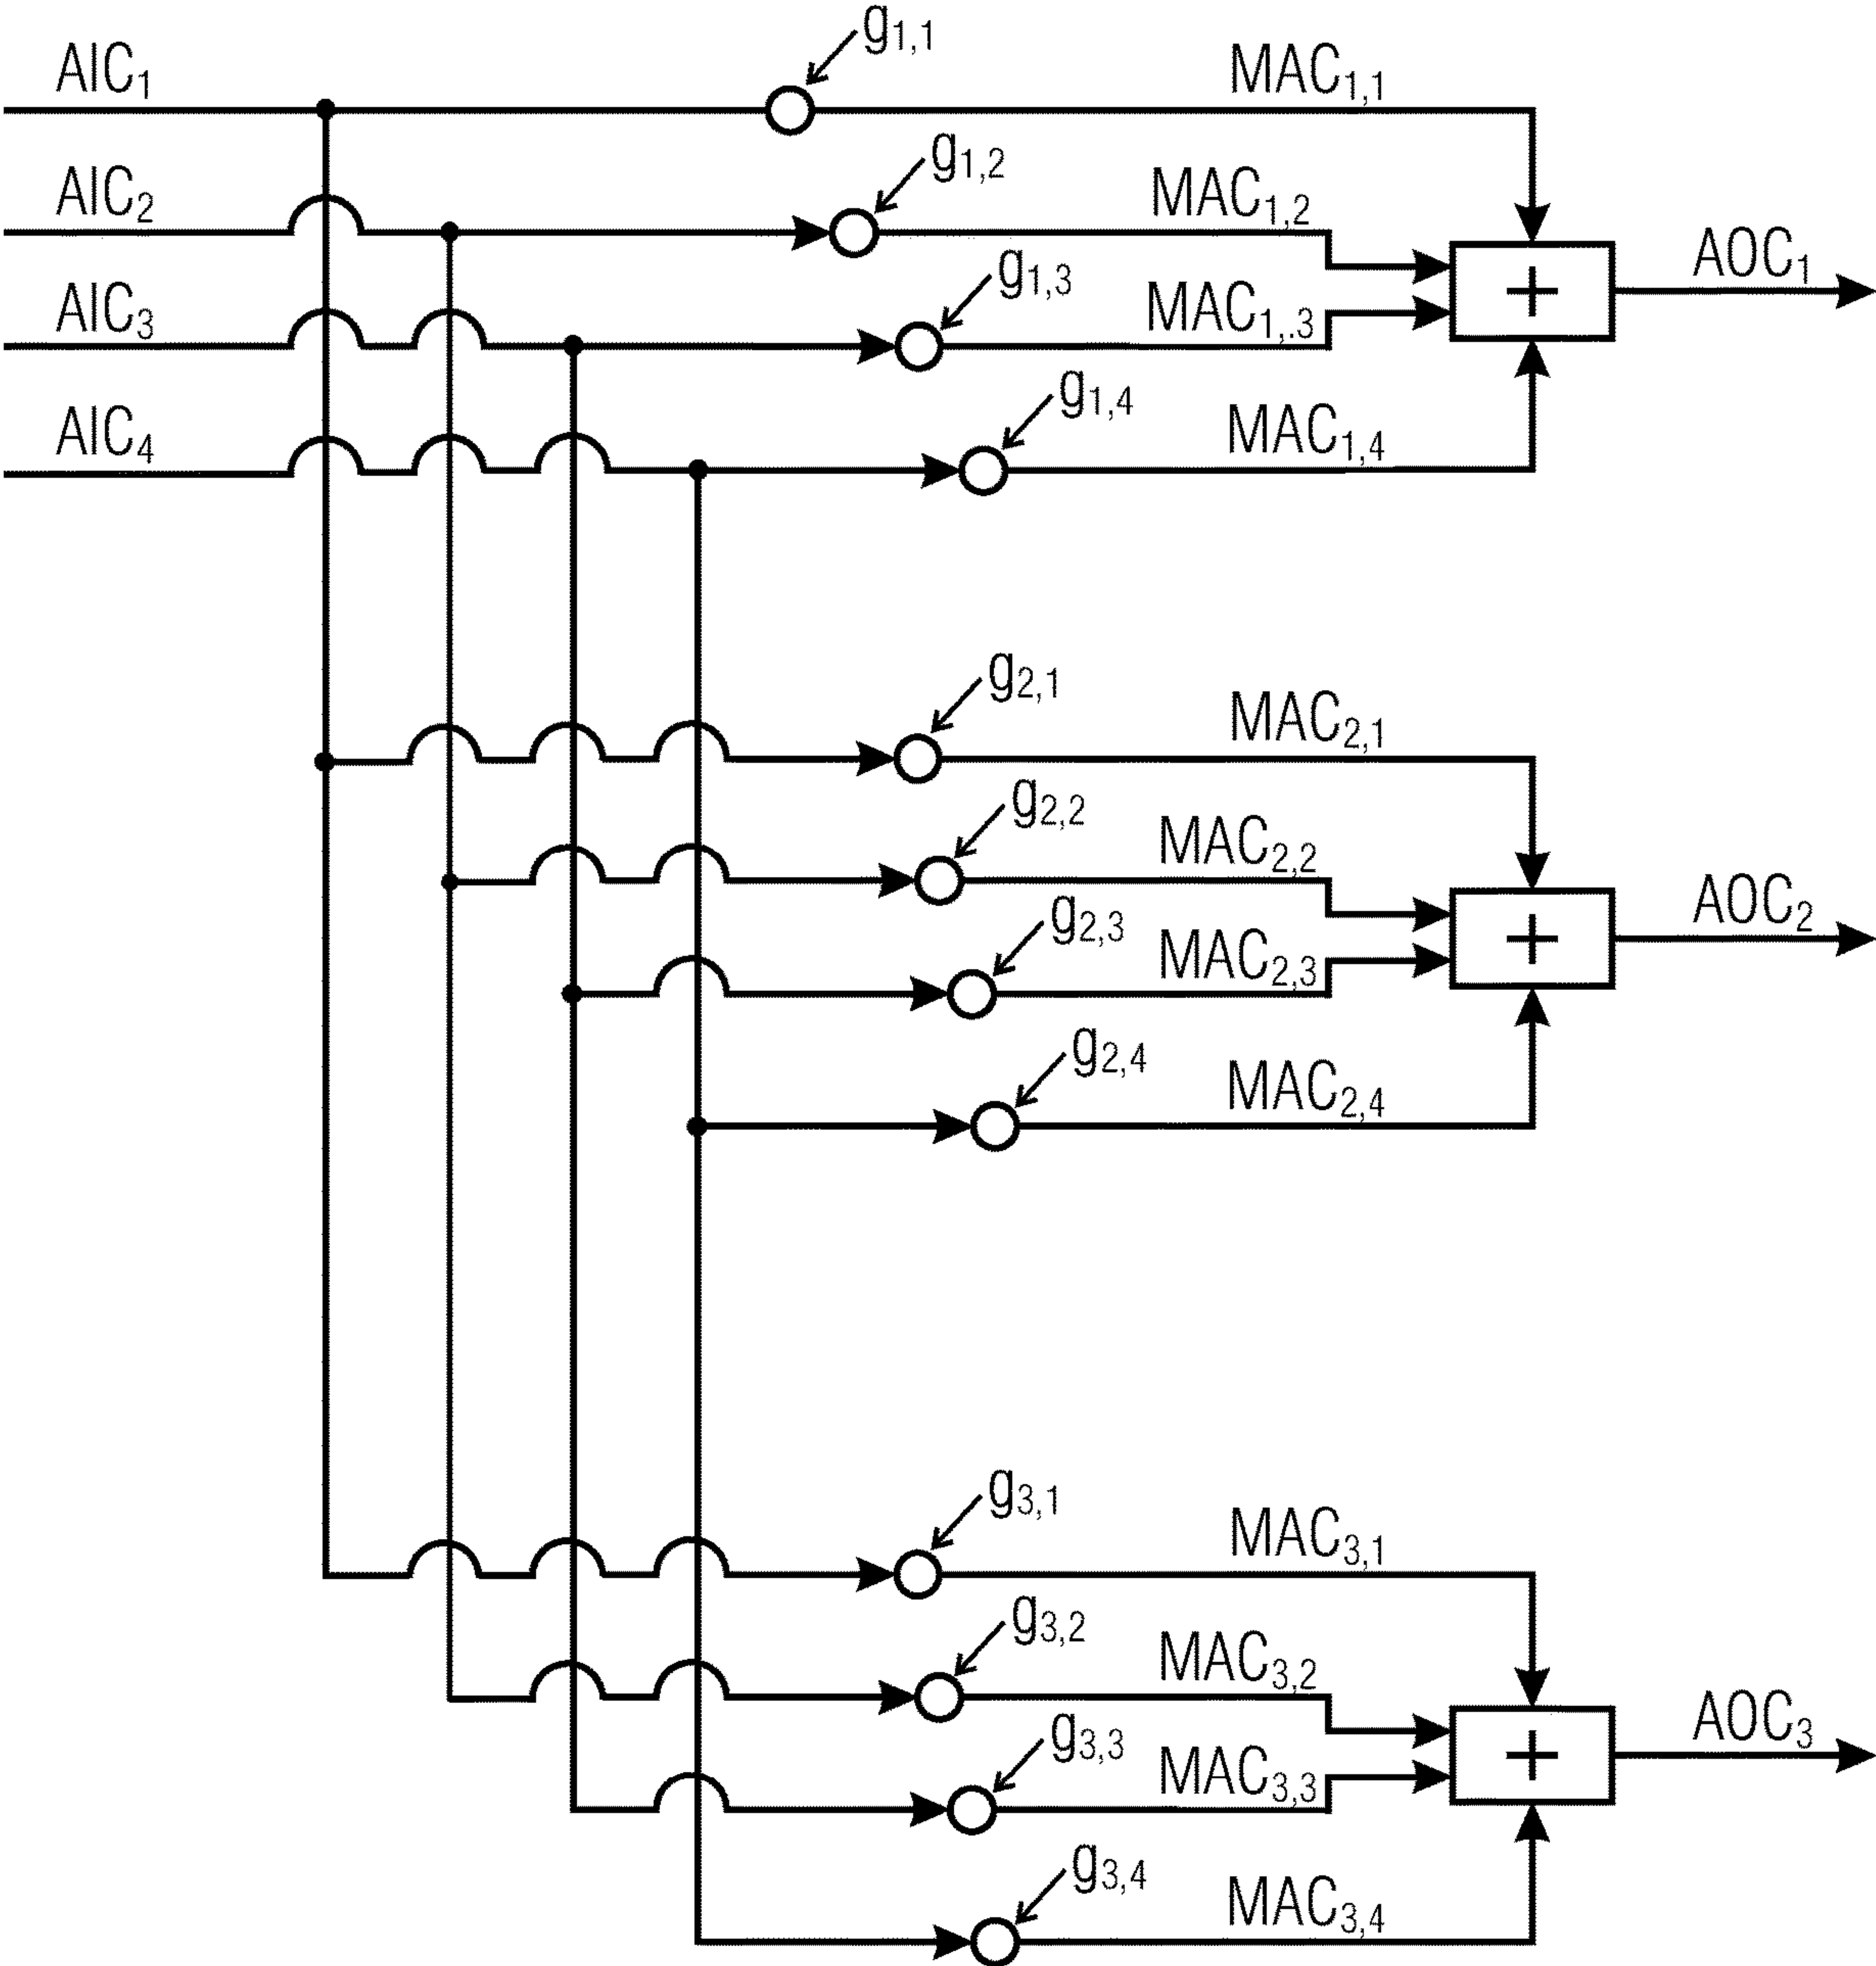 g1,1
AIC1
MAC1,1
g1,2
AIC2
MAC1,2
AOC1
g1,3
AIC3
MAC1,.3
g1,4
AIC4
MAC1,4
+
g2,1
MAC2,1
g2,2
MAC2,2
AOC2
g2,3
MAC2,3
+
g2,4
MAC2,4
g3,1
MAC3,1
g3,2
MAC3,2
AOC3
g3,3
MAC3,3
+
g3,4
MAC3,4